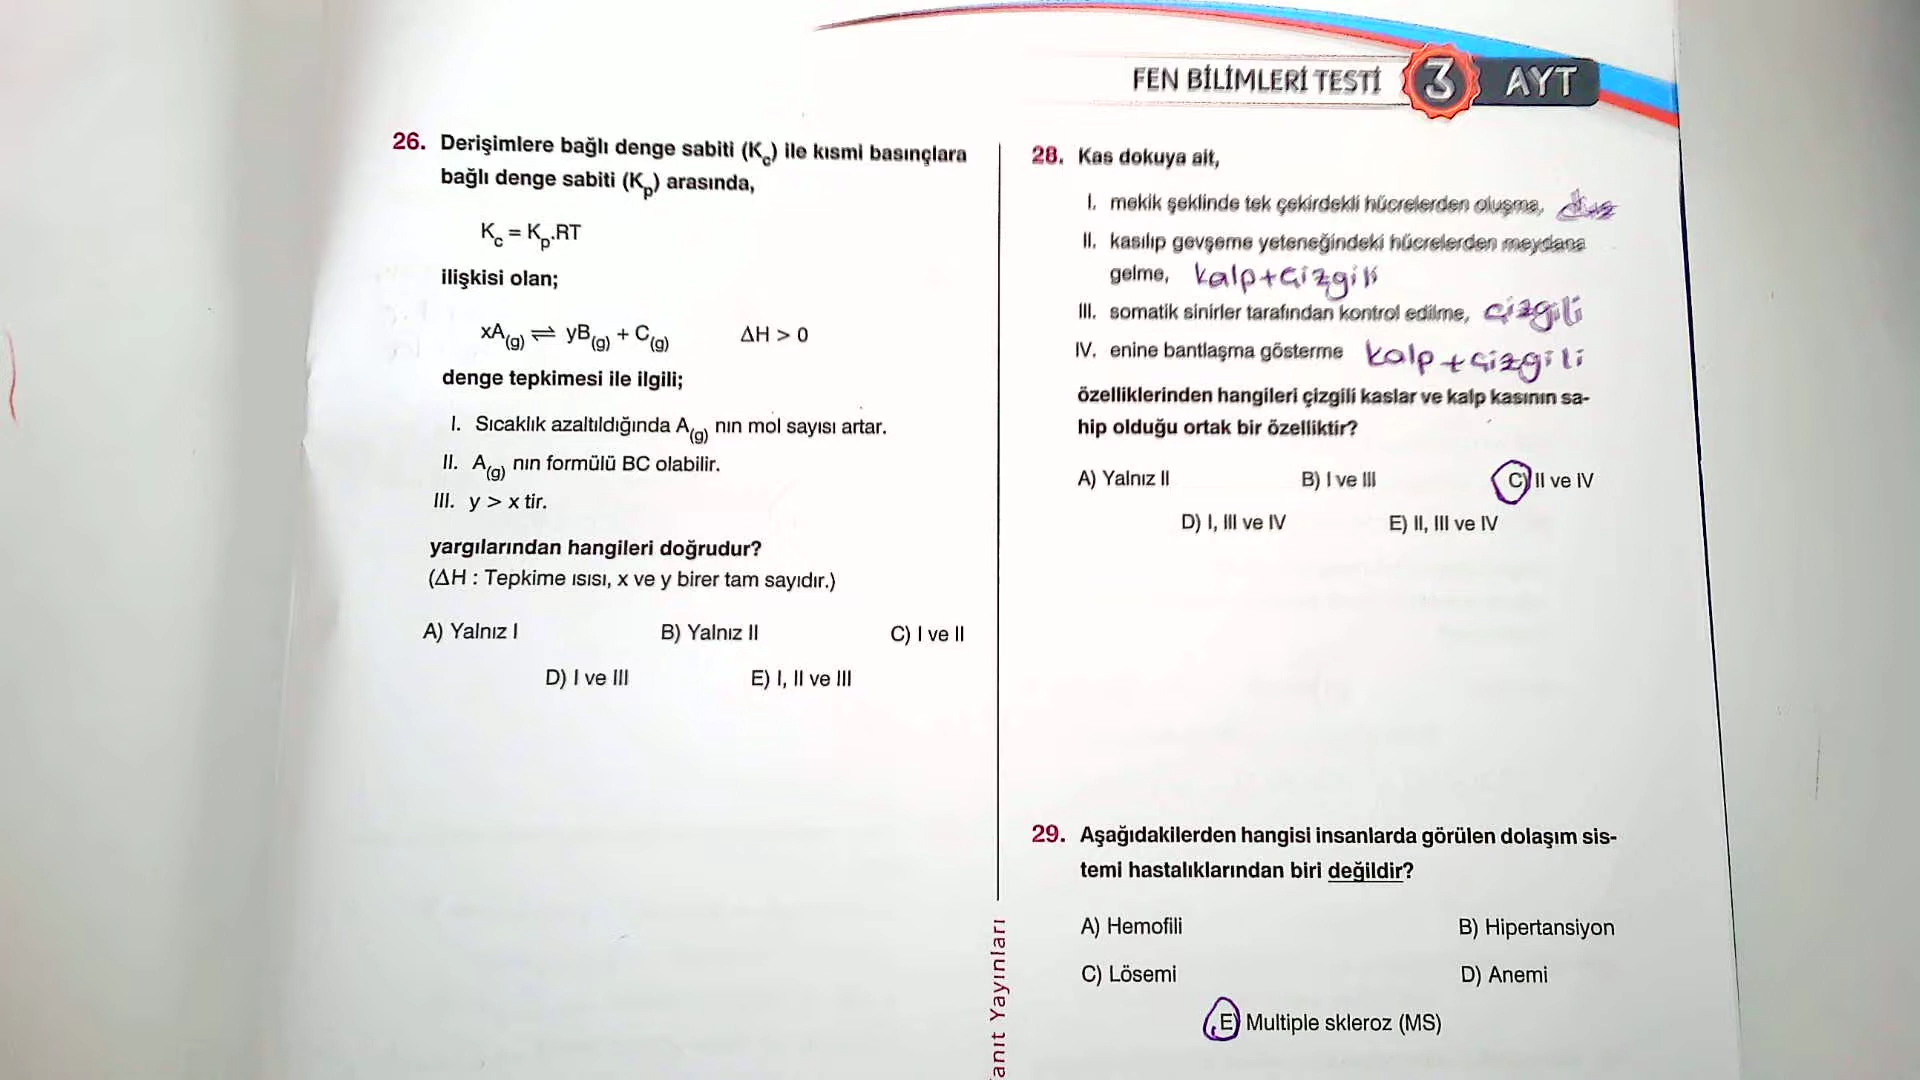 FEN BİLİMLERİ TESTİ 3 AYT
26. Derişimlere bağlı denge sabiti (Kc) ile kısmi basınçlara
bağlı denge sabiti (Kp) arasında,
Kc = Kp.RT
ilişkisi olan;
xA(g) ⇌ yB(g) + C(g) ΔH > 0
denge tepkimesi ile ilgili;
I. Sıcaklık azaltıldığında A(g) nın mol sayısı artar.
II. A(g) nın formülü BC olabilir.
III. y > x tir.
yargılarından hangileri doğrudur?
(ΔH : Tepkime ısısı, x ve y birer tam sayıdır.)
A) Yalnız I B) Yalnız II C) I ve II
D) I ve III E) I, II ve III
28. Kas dokuya ait,
I. mekik şeklinde tek çekirdekli hücrelerden oluşma, düz
II. kasılıp gevşeme yeteneğindeki hücrelerden meydana
gelme, kalp+çizgili
III. somatik sinirler tarafından kontrol edilme, çizgili
IV. enine bantlaşma gösterme kalp+çizgili
özelliklerinden hangileri çizgili kaslar ve kalp kasının sa-
hip olduğu ortak bir özelliktir?
A) Yalnız II B) I ve III C) II ve IV
D) I, III ve IV E) II, III ve IV
29. Aşağıdakilerden hangisi insanlarda görülen dolaşım sis-
temi hastalıklarından biri değildir?
A) Hemofili B) Hipertansiyon
C) Lösemi D) Anemi
E) Multiple skleroz (MS)
anıt Yayınları